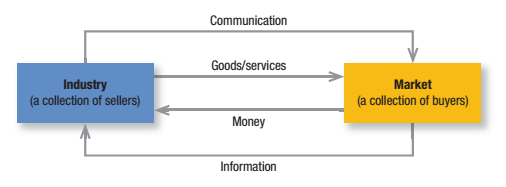 Communication
Goods/services
Industry
(a collection of sellers)
Market
(a collection of buyers)
Money
Information